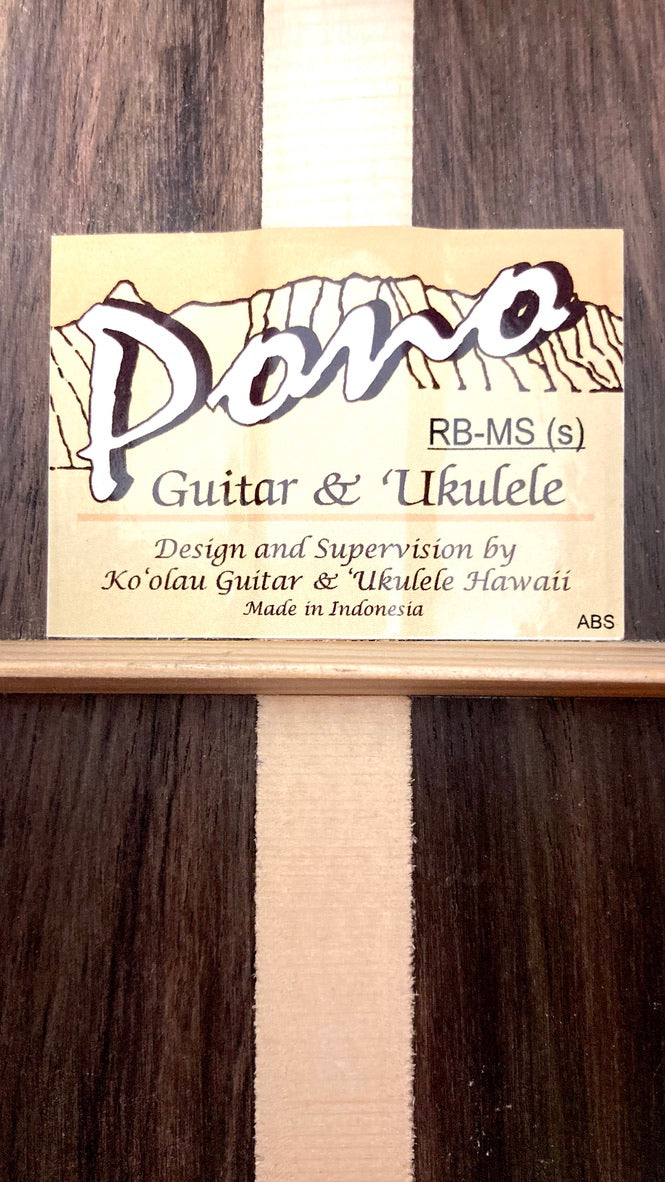 Pono
RB-MS (s)
Guitar & ‘Ukulele
Design and Supervision by
Ko‘olau Guitar & ‘Ukulele Hawaii
Made in Indonesia
ABS